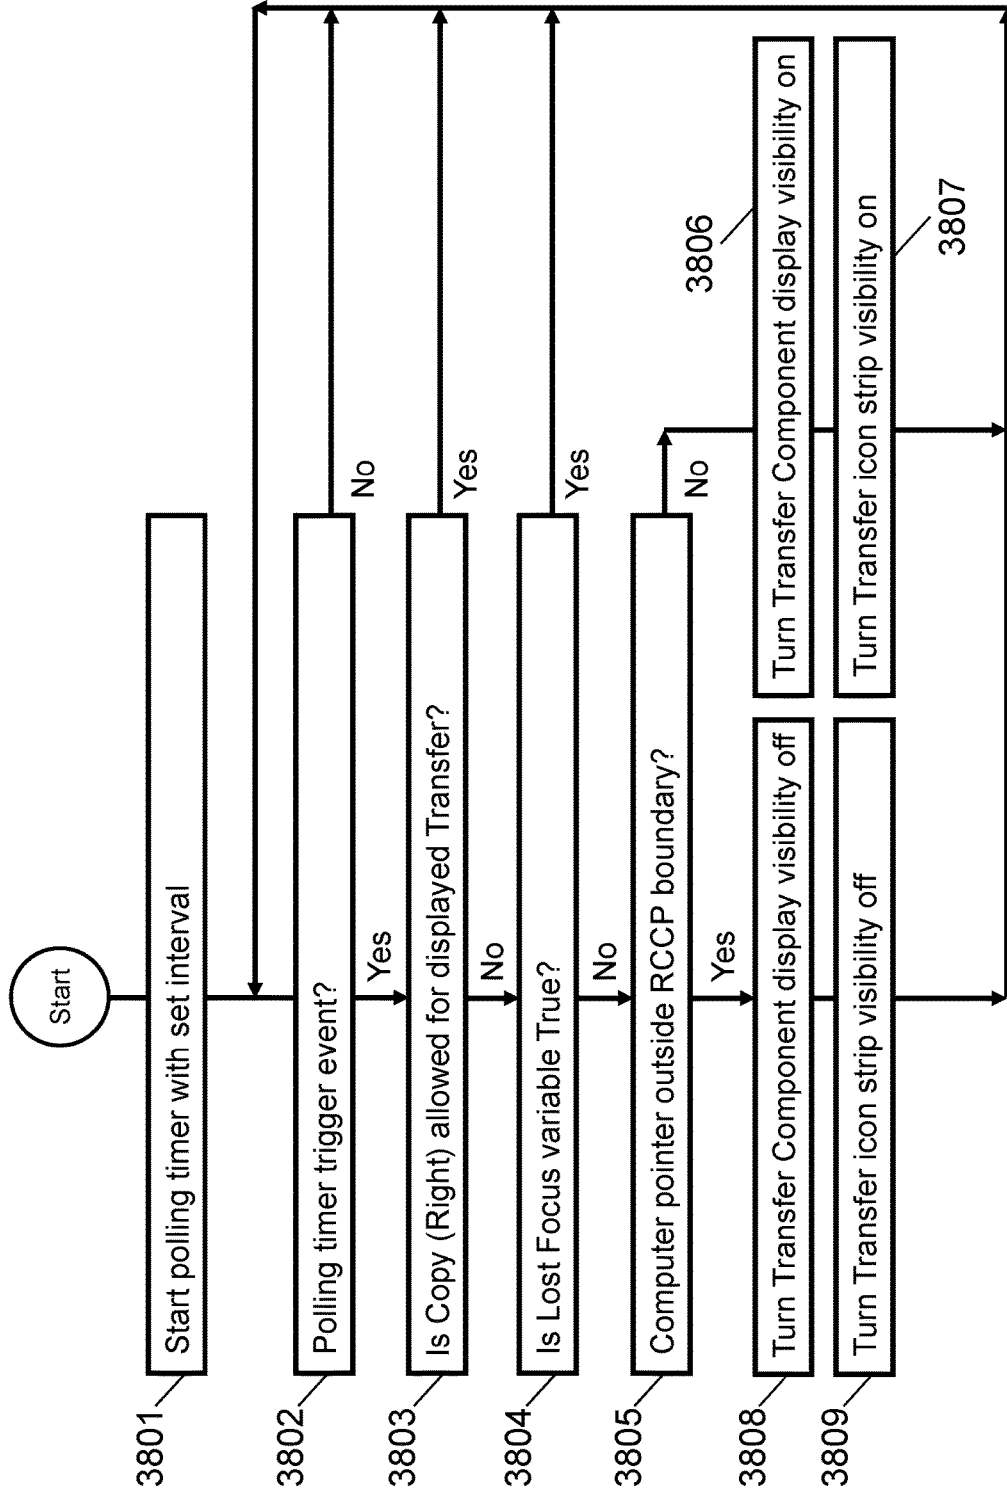 Start
3801
Start polling timer with set interval
3802
Polling timer trigger event?
No
Yes
3803
Is Copy (Right) allowed for displayed Transfer?
Yes
No
3804
Is Lost Focus variable True?
Yes
No
3805
Computer pointer outside RCCP boundary?
No
Yes
3806
3808
Turn Transfer Component display visibility off
Turn Transfer Component display visibility on
3809
Turn Transfer icon strip visibility off
Turn Transfer icon strip visibility on
3807